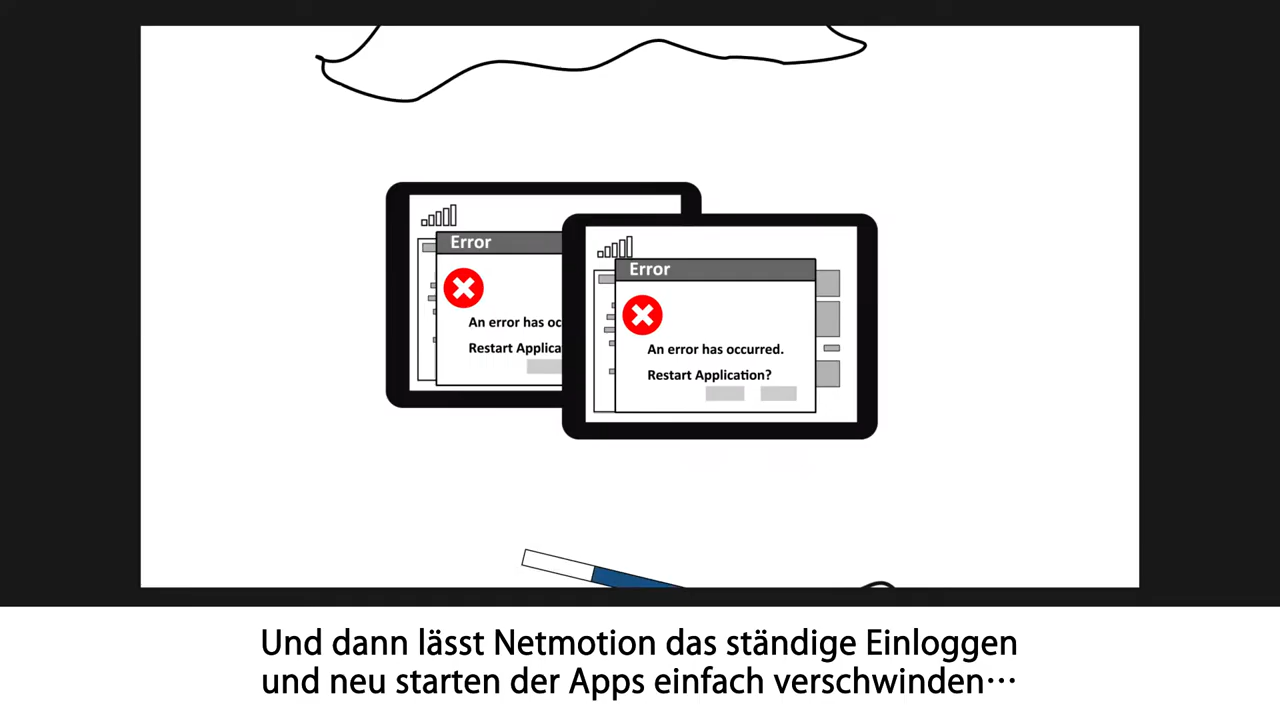 Error
An error has oc
Restart Applica
Error
An error has occurred.
Restart Application?
Und dann lässt Netmotion das ständige Einloggen
und neu starten der Apps einfach verschwinden…